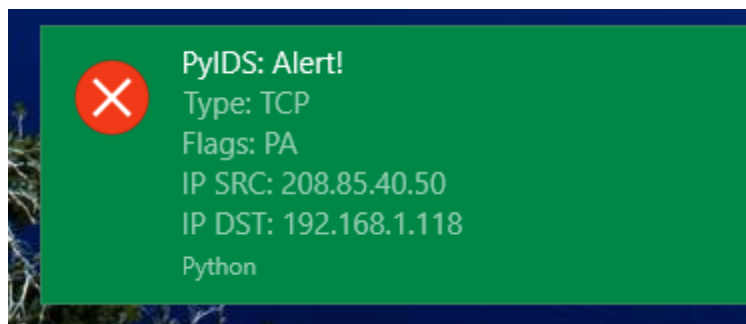 PyIDS: Alert!
Type: TCP
Flags: PA
IP SRC: 208.85.40.50
IP DST: 192.168.1.118
Python